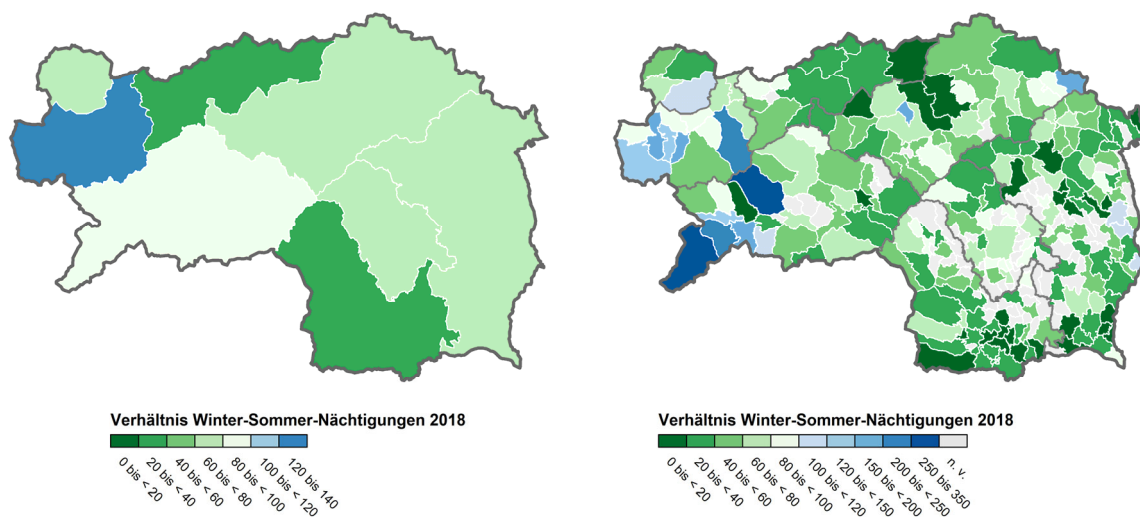 Verhältnis Winter-Sommer-Nächtigungen 2018
0 bis < 20
20 bis < 40
40 bis < 60
60 bis < 80
80 bis < 100
100 bis < 120
120 bis 140
Verhältnis Winter-Sommer-Nächtigungen 2018
0 bis < 20
20 bis < 40
40 bis < 60
60 bis < 80
80 bis < 100
100 bis < 120
120 bis < 150
150 bis < 200
200 bis < 250
250 bis 350
n. v.